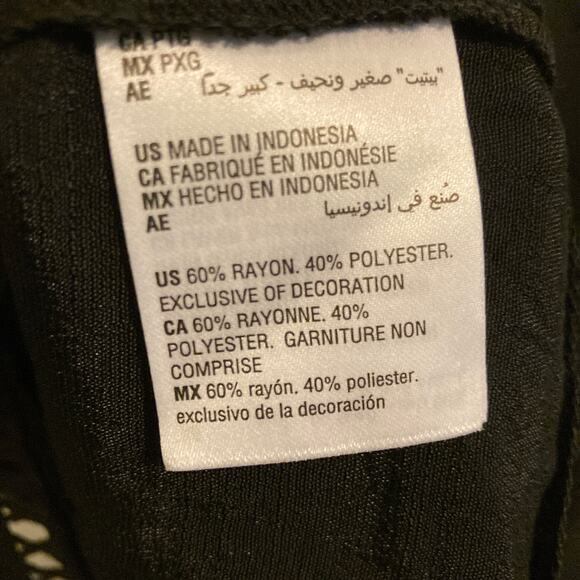 CA PTG
MX PXG
AE "بيتيت" صغير ونحيف - كبير جداً
US MADE IN INDONESIA
CA FABRIQUÉ EN INDONÉSIE
MX HECHO EN INDONESIA
AE صُنع في إندونيسيا
US 60% RAYON. 40% POLYESTER.
EXCLUSIVE OF DECORATION
CA 60% RAYONNE. 40%
POLYESTER. GARNITURE NON
COMPRISE
MX 60% rayón. 40% poliester.
exclusivo de la decoración